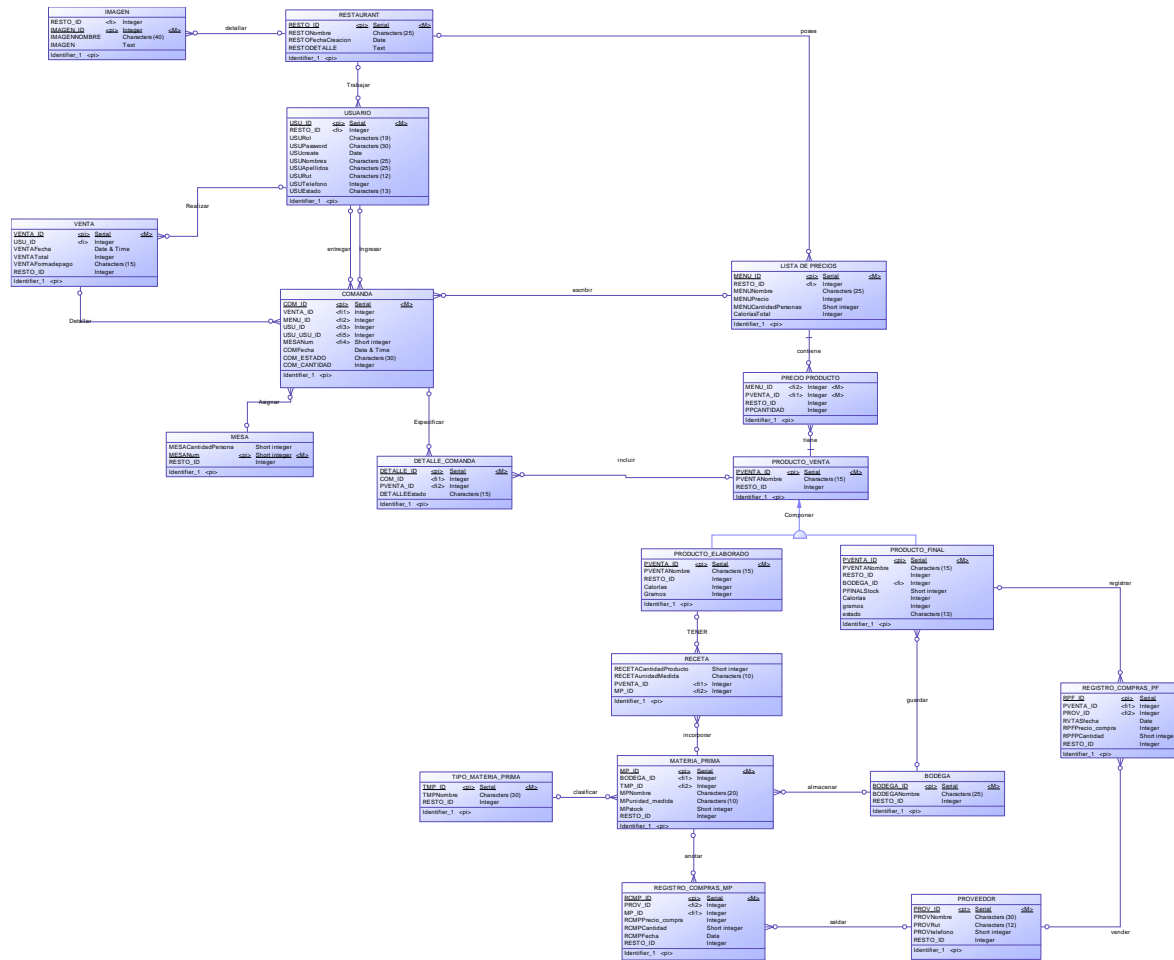 IMAGEN
RESTO_ID <fi> Integer
IMAGEN_ID <pi> Integer <M>
IMAGENNOMBRE Characters (40)
IMAGEN Text
Identifier_1 <pi>
detallar
RESTAURANT
RESTO_ID <pi> Serial <M>
RESTONombre Characters (25)
RESTOFechaCreacion Date
RESTODETALLE Text
Identifier_1 <pi>
posee
Trabajar
USUARIO
USU_ID <pi> Serial <M>
RESTO_ID <fi> Integer
USURol Characters (19)
USUPassword Characters (30)
USUcreate Date
USUNombres Characters (25)
USUApellidos Characters (25)
USURut Characters (12)
USUTelefono Integer
USUEstado Characters (13)
Identifier_1 <pi>
Realizar
VENTA
VENTA_ID <pi> Serial <M>
USU_ID <fi> Integer
VENTAFecha Date & Time
VENTATotal Integer
VENTAFormadepago Characters (15)
RESTO_ID Integer
Identifier_1 <pi>
entregar
Ingresar
Detallar
COMANDA
COM_ID <pi> Serial <M>
VENTA_ID <fi1> Integer
MENU_ID <fi2> Integer
USU_ID <fi3> Integer
USU_USU_ID <fi5> Integer
MESANum <fi4> Short integer
COMFecha Date & Time
COM_ESTADO Characters (30)
COM_CANTIDAD Integer
Identifier_1 <pi>
escribir
LISTA DE PRECIOS
MENU_ID <pi> Serial <M>
RESTO_ID <fi> Integer
MENUNombre Characters (25)
MENUPrecio Integer
MENUCantidadPersonas Short integer
CaloriasTotal Integer
Identifier_1 <pi>
contiene
PRECIO PRODUCTO
MENU_ID <fi2> Integer <M>
PVENTA_ID <fi1> Integer <M>
RESTO_ID Integer
PPCANTIDAD Integer
Identifier_1 <pi>
tiene
Asignar
MESA
MESACantidadPersona Short integer
MESANum <pi> Short integer <M>
RESTO_ID Integer
Identifier_1 <pi>
Especificar
DETALLE_COMANDA
DETALLE_ID <pi> Serial <M>
COM_ID <fi1> Integer
PVENTA_ID <fi2> Integer
DETALLEEstado Characters (15)
Identifier_1 <pi>
incluir
PRODUCTO_VENTA
PVENTA_ID <pi> Serial <M>
PVENTANombre Characters (15)
RESTO_ID Integer
Identifier_1 <pi>
Componer
PRODUCTO_ELABORADO
PVENTA_ID <pi> Serial <M>
PVENTANombre Characters (15)
RESTO_ID Integer
Calorias Integer
Gramos Integer
Identifier_1 <pi>
PRODUCTO_FINAL
PVENTA_ID <pi> Serial <M>
PVENTANombre Characters (15)
RESTO_ID Integer
BODEGA_ID <fi> Integer
PFINALStock Short integer
Calorias Integer
gramos Integer
estado Characters (13)
Identifier_1 <pi>
registrar
TENER
RECETA
RECETACantidadProducto Short integer
RECETAunidadMedida Characters (10)
PVENTA_ID <fi1> Integer
MP_ID <fi2> Integer
Identifier_1 <pi>
guardar
REGISTRO_COMPRAS_PF
RPF_ID <pi> Serial
PVENTA_ID <fi1> Integer
PROV_ID <fi2> Integer
RVTASfecha Date
RPFPrecio_compra Integer
RPFPCantidad Short intege
RESTO_ID Integer
Identifier_1 <pi>
incorporar
MATERIA_PRIMA
MP_ID <pi> Serial <M>
BODEGA_ID <fi1> Integer
TMP_ID <fi2> Integer
MPNombre Characters (20)
MPunidad_medida Characters (10)
MPstock Short integer
RESTO_ID Integer
Identifier_1 <pi>
TIPO_MATERIA_PRIMA
TMP_ID <pi> Serial <M>
TMPNombre Characters (30)
RESTO_ID Integer
Identifier_1 <pi>
clasificar
almacenar
BODEGA
BODEGA_ID <pi> Serial <M>
BODEGANombre Characters (25)
RESTO_ID Integer
Identifier_1 <pi>
anotar
REGISTRO_COMPRAS_MP
RCMP_ID <pi> Serial <M>
PROV_ID <fi2> Integer
MP_ID <fi1> Integer
RCMPPrecio_compra Integer
RCMPCantidad Short integer
RCMPFecha Date
RESTO_ID Integer
Identifier_1 <pi>
saldar
PROVEEDOR
PROV_ID <pi> Serial <M>
PROVNombre Characters (30)
PROVRut Characters (12)
PROVtelefono Short integer
RESTO_ID Integer
Identifier_1 <pi>
vender